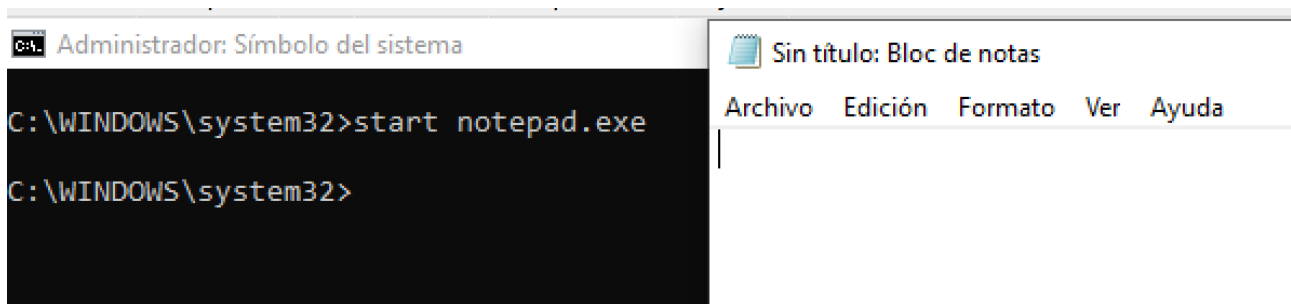 Administrador: Símbolo del sistema
C:\WINDOWS\system32>start notepad.exe
C:\WINDOWS\system32>
Sin título: Bloc de notas
Archivo Edición Formato Ver Ayuda